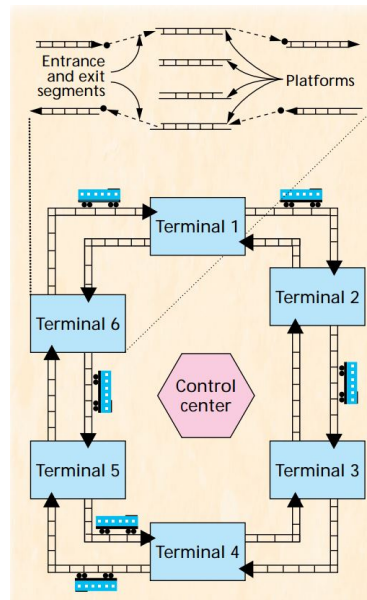 Entrance
and exit
segments
Platforms
Terminal 1
Terminal 2
Terminal 6
Control
center
Terminal 5
Terminal 3
Terminal 4